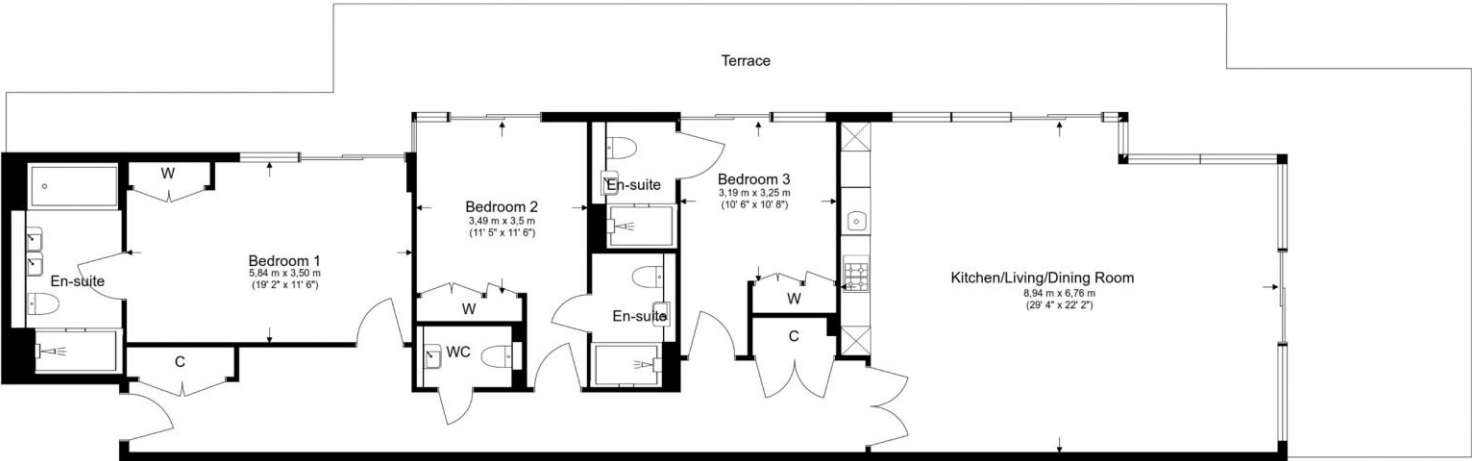 Terrace
W
Bedroom 1
5,84 m x 3,50 m
(19' 2" x 11' 6")
En-suite
C
Bedroom 2
3,49 m x 3,5 m
(11' 5" x 11' 6")
W
WC
En-suite
En-suite
Bedroom 3
3,19 m x 3,25 m
(10' 6" x 10' 8")
W
C
Kitchen/Living/Dining Room
8,94 m x 6,76 m
(29' 4" x 22' 2")